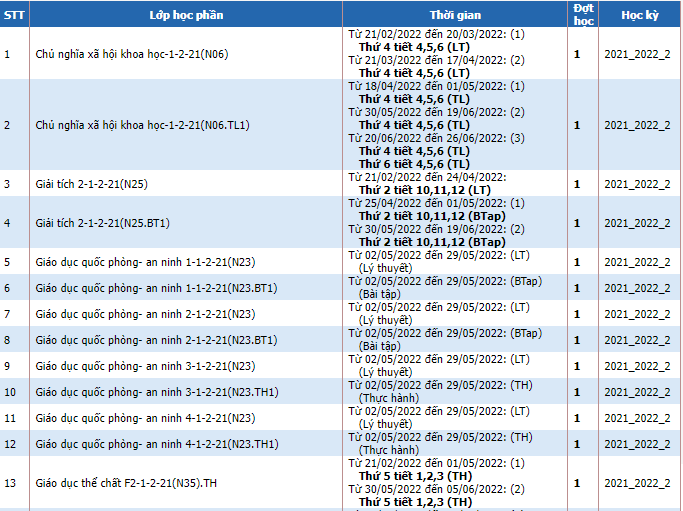 STT Lớp học phần Thời gian Đợt học Học kỳ
1 Chủ nghĩa xã hội khoa học-1-2-21(N06) 1 2021_2022_2
Từ 21/02/2022 đến 20/03/2022: (1)
Thứ 4 tiết 4,5,6 (LT)
Từ 21/03/2022 đến 17/04/2022: (2)
Thứ 4 tiết 4,5,6 (LT)
2 Chủ nghĩa xã hội khoa học-1-2-21(N06.TL1) 1 2021_2022_2
Từ 18/04/2022 đến 01/05/2022: (1)
Thứ 4 tiết 4,5,6 (TL)
Từ 30/05/2022 đến 19/06/2022: (2)
Thứ 4 tiết 4,5,6 (TL)
Từ 20/06/2022 đến 26/06/2022: (3)
Thứ 4 tiết 4,5,6 (TL)
Thứ 6 tiết 4,5,6 (TL)
3 Giải tích 2-1-2-21(N25) 1 2021_2022_2
Từ 21/02/2022 đến 24/04/2022:
Thứ 2 tiết 10,11,12 (LT)
4 Giải tích 2-1-2-21(N25.BT1) 1 2021_2022_2
Từ 25/04/2022 đến 01/05/2022: (1)
Thứ 2 tiết 10,11,12 (BTap)
Từ 30/05/2022 đến 19/06/2022: (2)
Thứ 2 tiết 10,11,12 (BTap)
5 Giáo dục quốc phòng- an ninh 1-1-2-21(N23) 1 2021_2022_2
Từ 02/05/2022 đến 29/05/2022: (LT)
(Lý thuyết)
6 Giáo dục quốc phòng- an ninh 1-1-2-21(N23.BT1) 1 2021_2022_2
Từ 02/05/2022 đến 29/05/2022: (BTap)
(Bài tập)
7 Giáo dục quốc phòng- an ninh 2-1-2-21(N23) 1 2021_2022_2
Từ 02/05/2022 đến 29/05/2022: (LT)
(Lý thuyết)
8 Giáo dục quốc phòng- an ninh 2-1-2-21(N23.BT1) 1 2021_2022_2
Từ 02/05/2022 đến 29/05/2022: (BTap)
(Bài tập)
9 Giáo dục quốc phòng- an ninh 3-1-2-21(N23) 1 2021_2022_2
Từ 02/05/2022 đến 29/05/2022: (LT)
(Lý thuyết)
10 Giáo dục quốc phòng- an ninh 3-1-2-21(N23.TH1) 1 2021_2022_2
Từ 02/05/2022 đến 29/05/2022: (TH)
(Thực hành)
11 Giáo dục quốc phòng- an ninh 4-1-2-21(N23) 1 2021_2022_2
Từ 02/05/2022 đến 29/05/2022: (LT)
(Lý thuyết)
12 Giáo dục quốc phòng- an ninh 4-1-2-21(N23.TH1) 1 2021_2022_2
Từ 02/05/2022 đến 29/05/2022: (TH)
(Thực hành)
13 Giáo dục thể chất F2-1-2-21(N35).TH 1 2021_2022_2
Từ 21/02/2022 đến 01/05/2022: (1)
Thứ 5 tiết 1,2,3 (TH)
Từ 30/05/2022 đến 05/06/2022: (2)
Thứ 5 tiết 1,2,3 (TH)